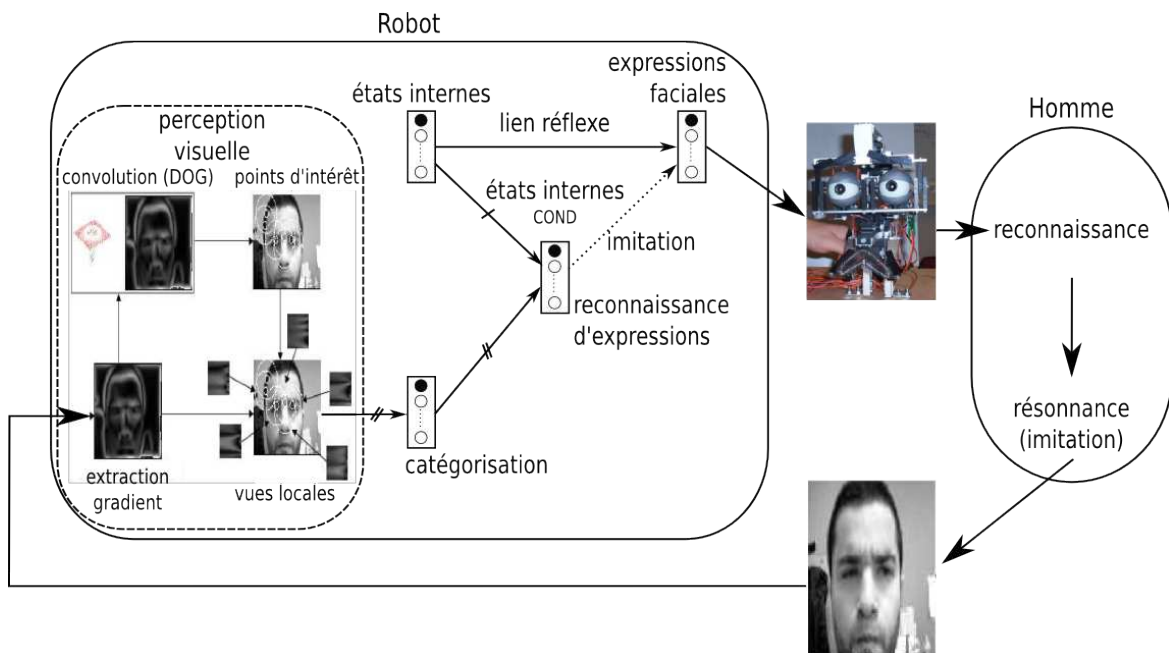 Robot
perception
visuelle
convolution (DOG)
points d'intérêt
extraction
gradient
vues locales
états internes
lien réflexe
expressions
faciales
états internes
COND
imitation
reconnaissance
d'expressions
catégorisation
Homme
reconnaissance
résonnance
(imitation)